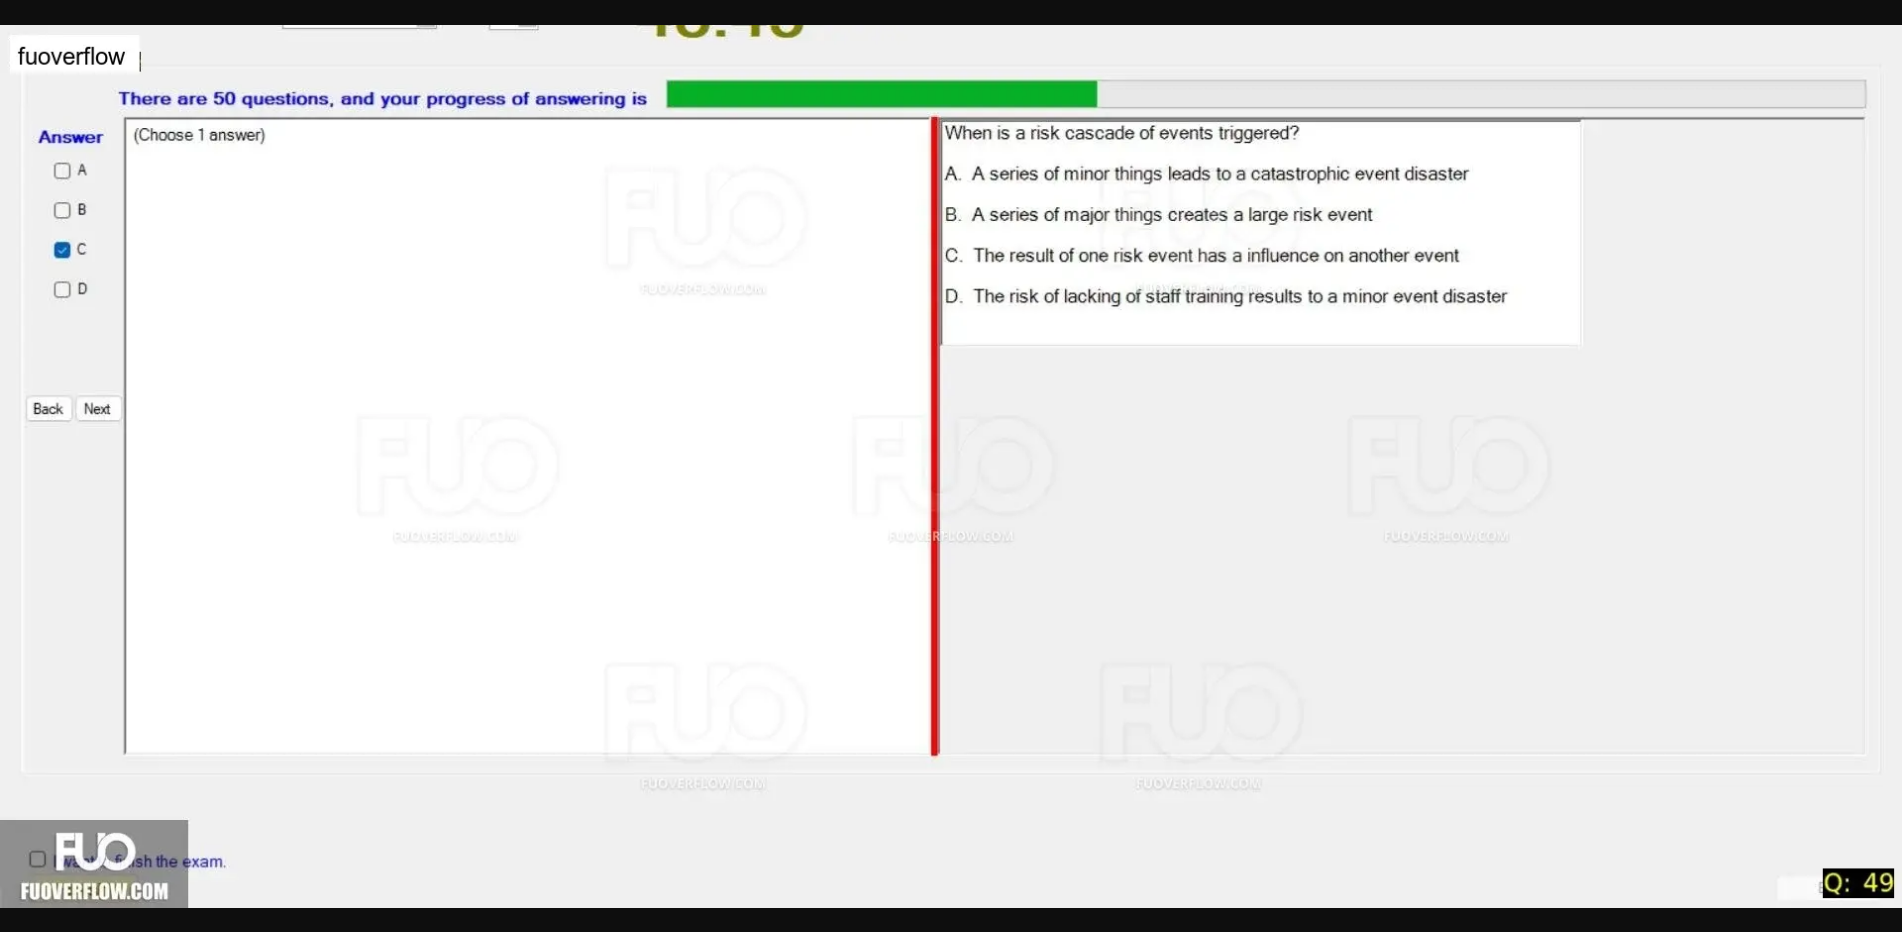 fuoverflow
There are 50 questions, and your progress of answering is
Answer
(Choose 1 answer)
A
B
C
D
Back Next
When is a risk cascade of events triggered?
A. A series of minor things leads to a catastrophic event disaster
B. A series of major things creates a large risk event
C. The result of one risk event has a influence on another event
D. The risk of lacking of staff training results to a minor event disaster
FUO
FUOVERFLOW.COM
FUO
FUOVERFLOW.COM
FUO
FUOVERFLOW.COM
FUO
FUOVERFLOW.COM
FUO
FUOVERFLOW.COM
FUO
FUOVERFLOW.COM
FUO
FUOVERFLOW.COM
the exam.
FUO
FUOVERFLOW.COM
Q: 49